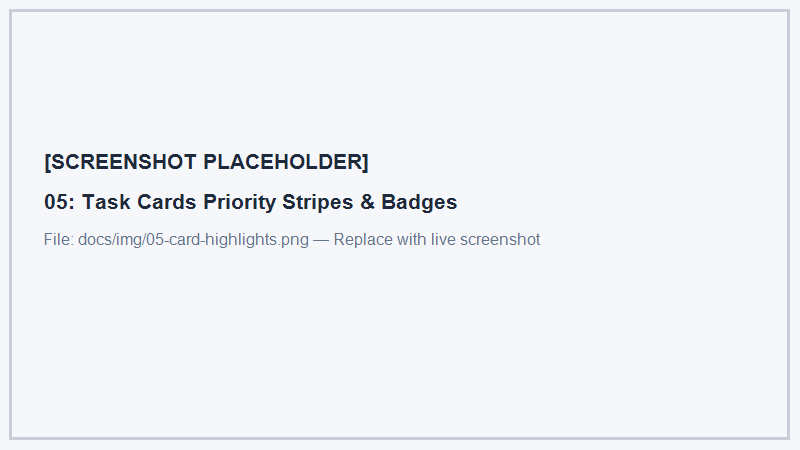 [SCREENSHOT PLACEHOLDER]
05: Task Cards Priority Stripes & Badges
File: docs/img/05-card-highlights.png — Replace with live screenshot